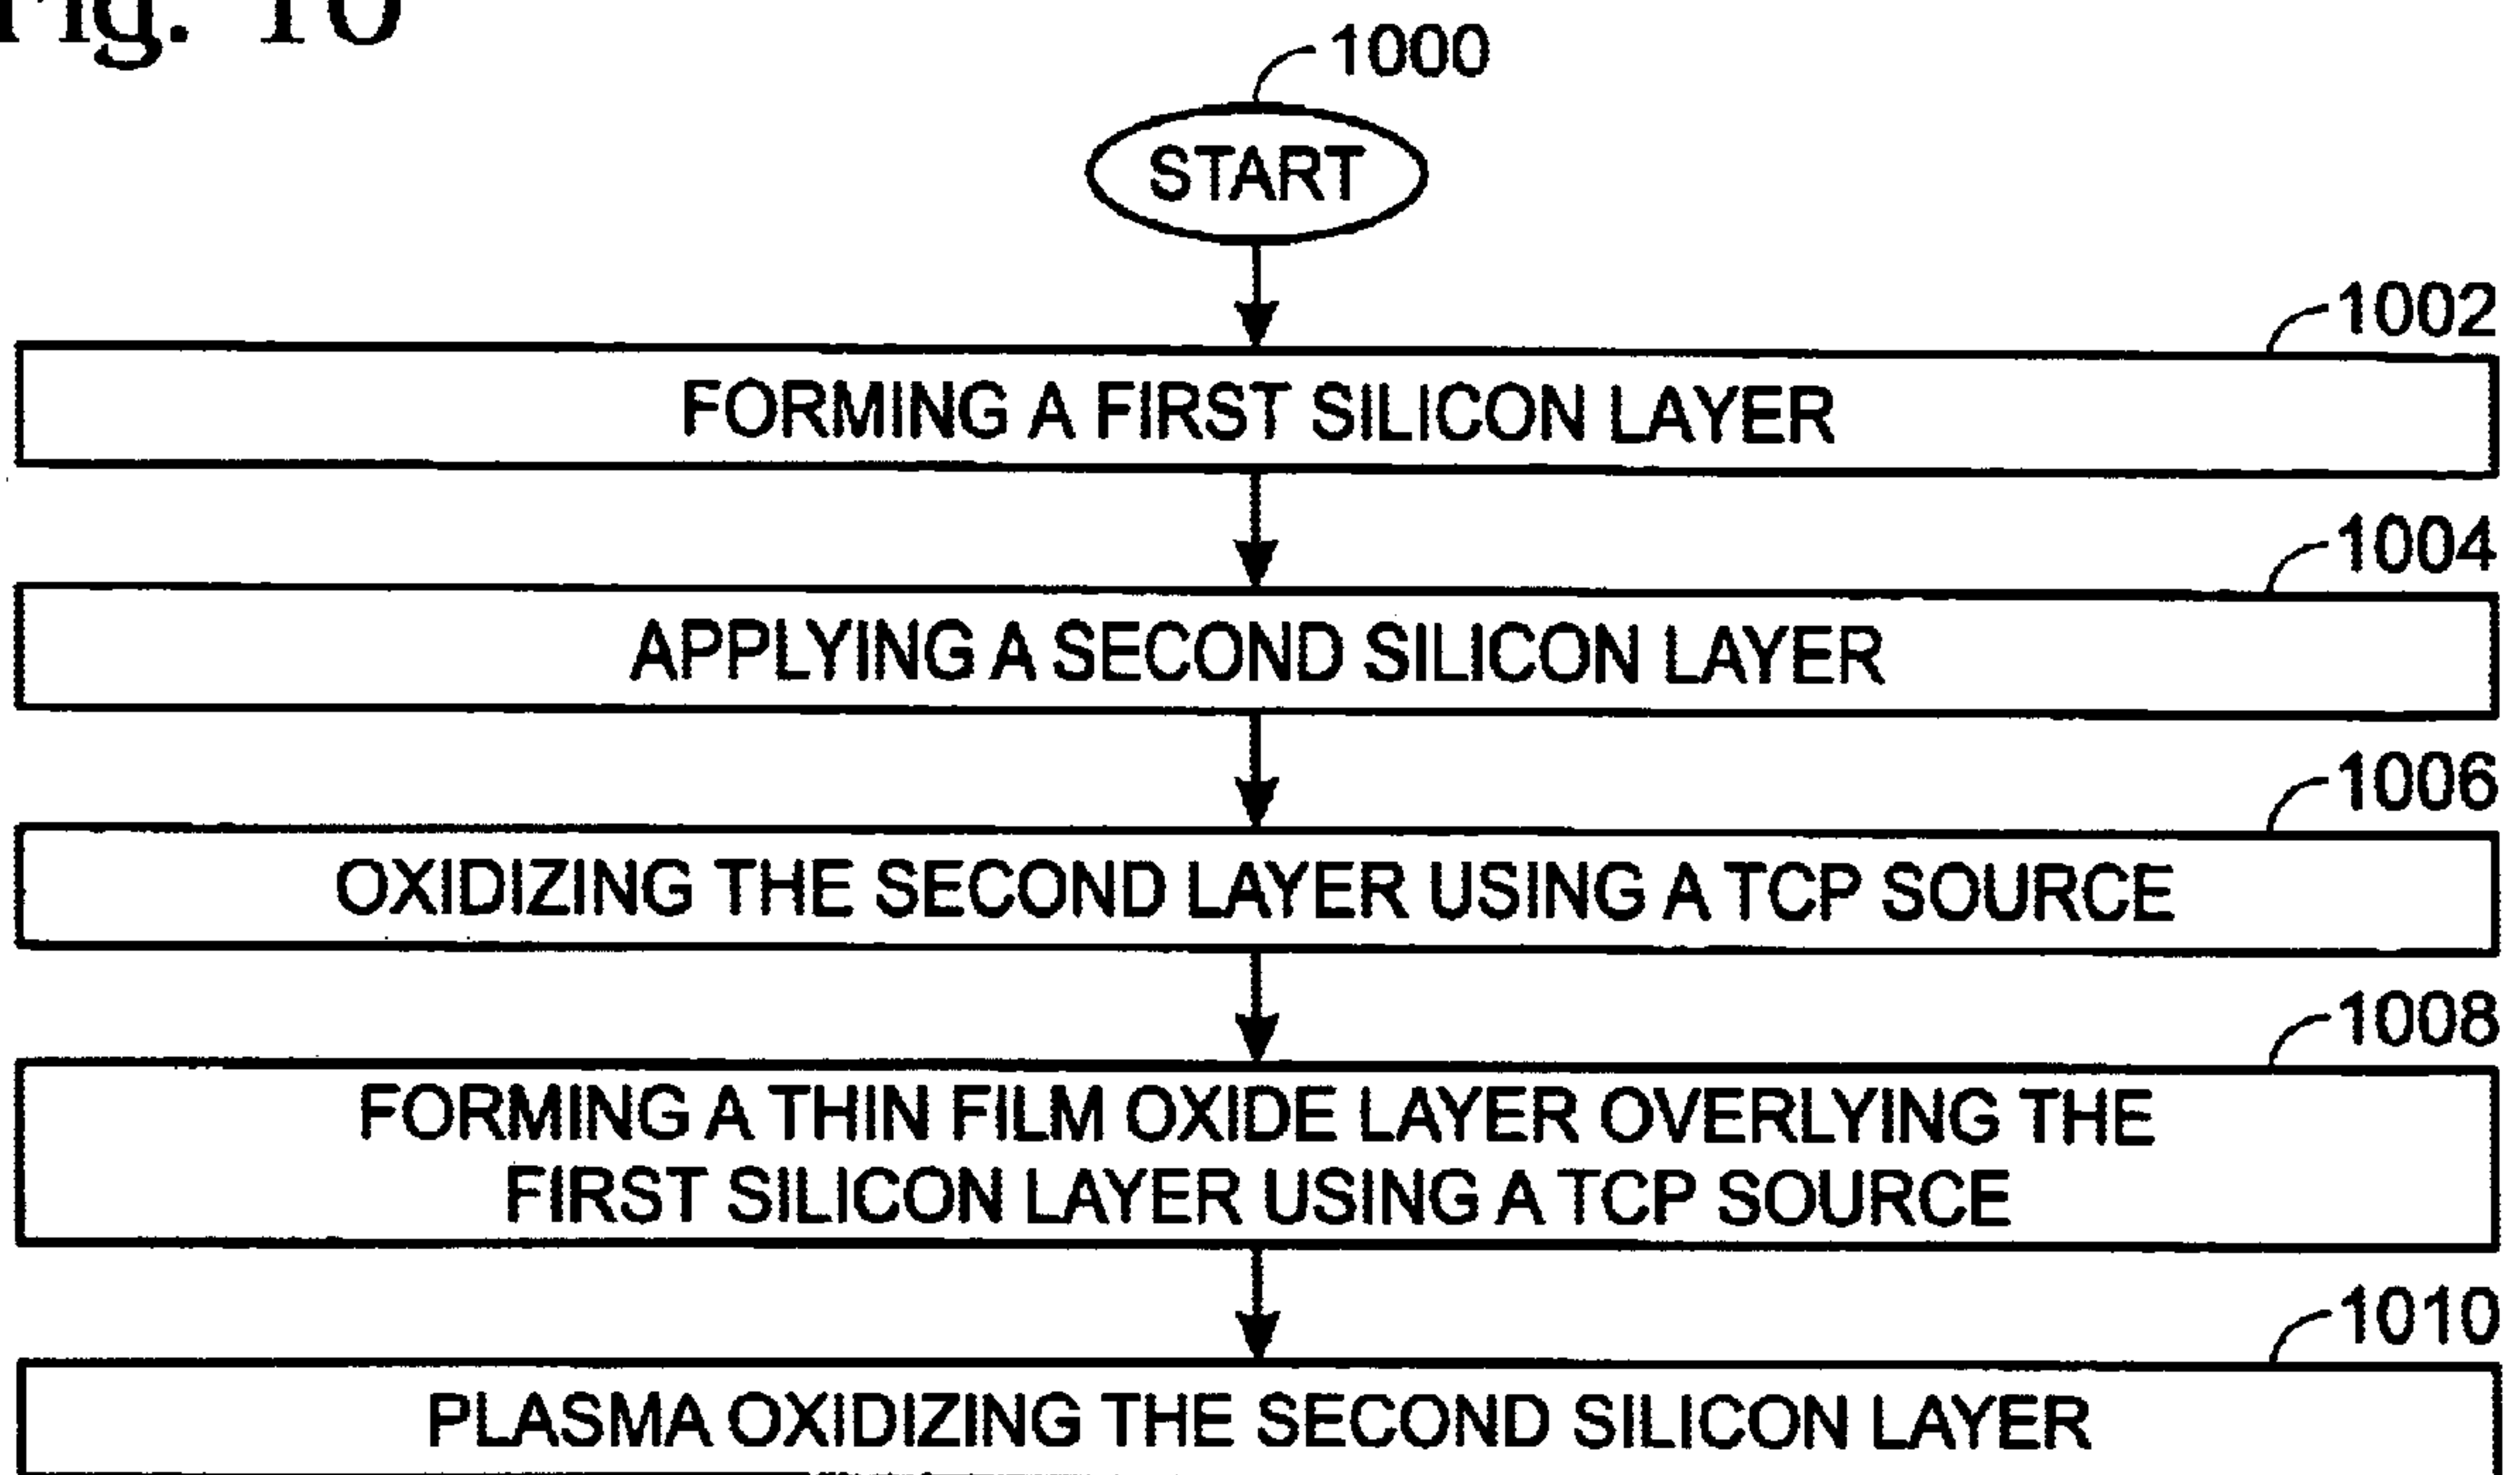 Fig. 10
1000
START
1002
FORMING A FIRST SILICON LAYER
1004
APPLYING A SECOND SILICON LAYER
1006
OXIDIZING THE SECOND LAYER USING A TCP SOURCE
1008
FORMING A THIN FILM OXIDE LAYER OVERLYING THE
FIRST SILICON LAYER USING A TCP SOURCE
1010
PLASMA OXIDIZING THE SECOND SILICON LAYER